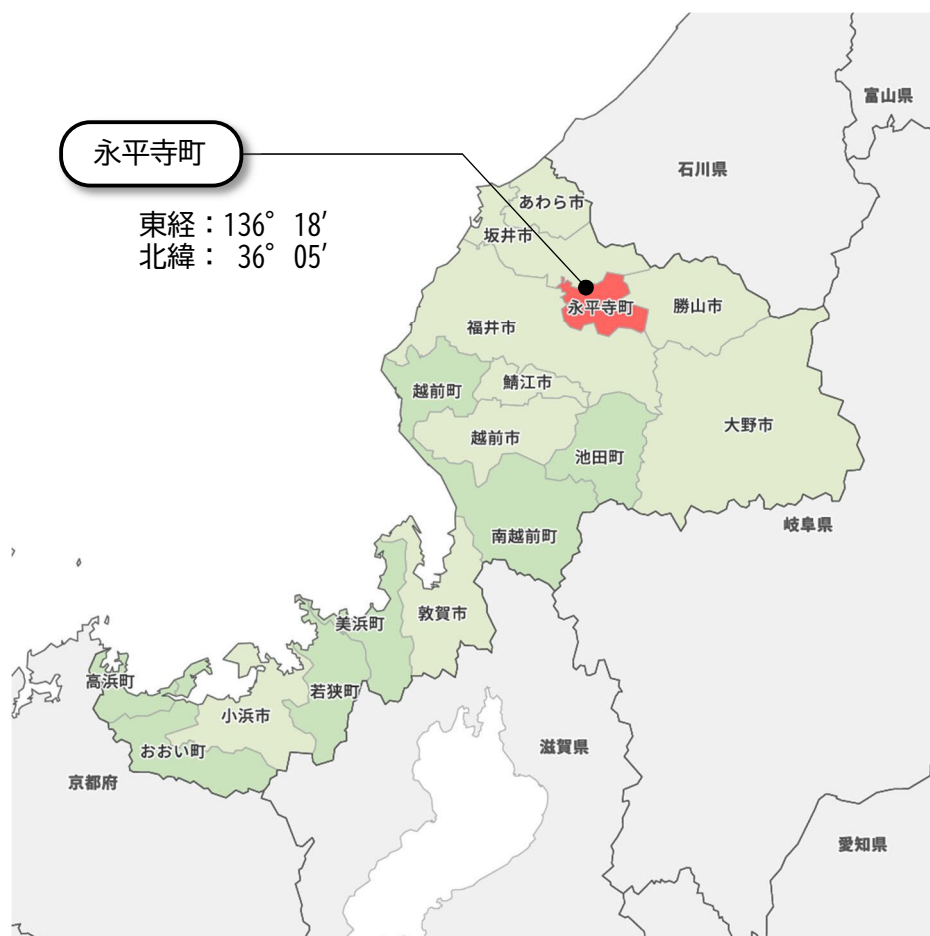 富山県
永平寺町
石川県
あわら市
東経：136°18′
坂井市
北緯： 36°05′
永平寺町
勝山市
福井市
鯖江市
越前町
大野市
越前市
池田町
岐阜県
南越前町
敦賀市
美浜町
高浜町
若狭町
小浜市
おおい町
滋賀県
京都府
愛知県